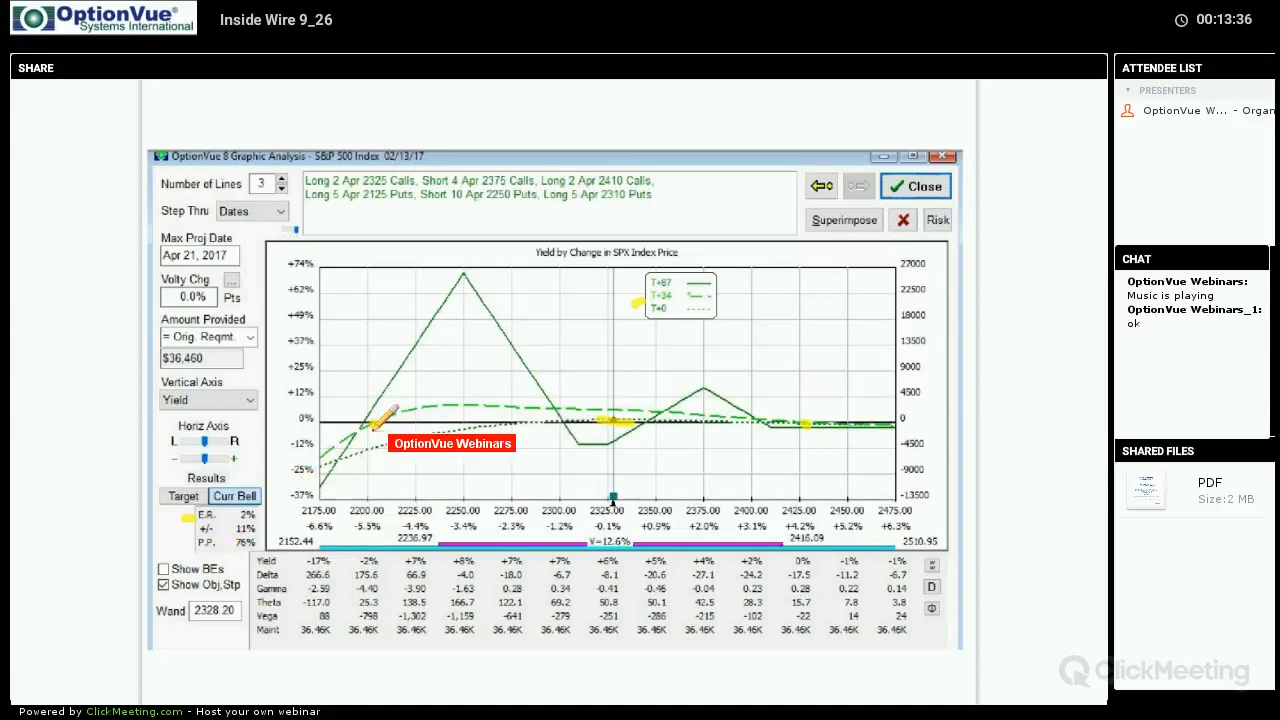 OptionVue
Systems International
Inside Wire 9_26
00:13:36
SHARE
OptionVue 8 Graphic Analysis - S&P 500 Index 02/13/17
Number of Lines 3
Step Thru Dates
Long 2 Apr 2325 Calls, Short 4 Apr 2375 Calls, Long 2 Apr 2410 Calls,
Long 5 Apr 2125 Puts, Short 10 Apr 2250 Puts, Long 5 Apr 2310 Puts
Close
Superimpose Risk
Max Proj Date
Apr 21, 2017
Volty Chg ...
0.0% Pts
Amount Provided
= Orig. Reqmt.
$36,460
Vertical Axis
Yield
Horiz Axis
L R
- +
Results
Target Curr Bell
E.R. 2%
+/- 11%
P.P. 76%
Show BEs
Show Obj,Stp
Wand 2328.20
Yield by Change in SPX Index Price
T+67
T+34
T+0
+74% 27000
+62% 22500
+49% 18000
+37% 13500
+25% 9000
+12% 4500
0% 0
-12% -4500
-25% -9000
-37% -13500
OptionVue Webinars
2175.00 2200.00 2225.00 2250.00 2275.00 2300.00 2325.00 2350.00 2375.00 2400.00 2425.00 2450.00 2475.00
-6.6% -5.5% -4.4% -3.4% -2.3% -1.2% -0.1% +0.9% +2.0% +3.1% +4.2% +5.2% +6.3%
2152.44 2236.97 V=12.6% 2416.09 2510.95
Yield -17% -2% +7% +8% +7% +7% +6% +5% +4% +2% 0% -1% -1%
Delta 266.6 175.6 66.9 -4.0 -18.0 -6.7 -8.1 -20.6 -27.1 -24.2 -17.5 -11.2 -6.7
Gamma -2.59 -4.40 -3.90 -1.63 0.28 0.34 -0.41 -0.46 -0.04 0.23 0.28 0.22 0.14
Theta -117.0 25.3 138.5 166.7 122.1 69.2 50.8 50.1 42.5 28.3 15.7 7.8 3.8
Vega 88 -798 -1,302 -1,159 -641 -279 -251 -286 -215 -102 -22 14 24
Maint 36.46K 36.46K 36.46K 36.46K 36.46K 36.46K 36.46K 36.46K 36.46K 36.46K 36.46K 36.46K 36.46K
D
Φ
ATTENDEE LIST
PRESENTERS
OptionVue W... - Organ
CHAT
OptionVue Webinars:
Music is playing
OptionVue Webinars_1:
ok
SHARED FILES
PDF
Size:2 MB
ClickMeeting
Powered by ClickMeeting.com - Host your own webinar